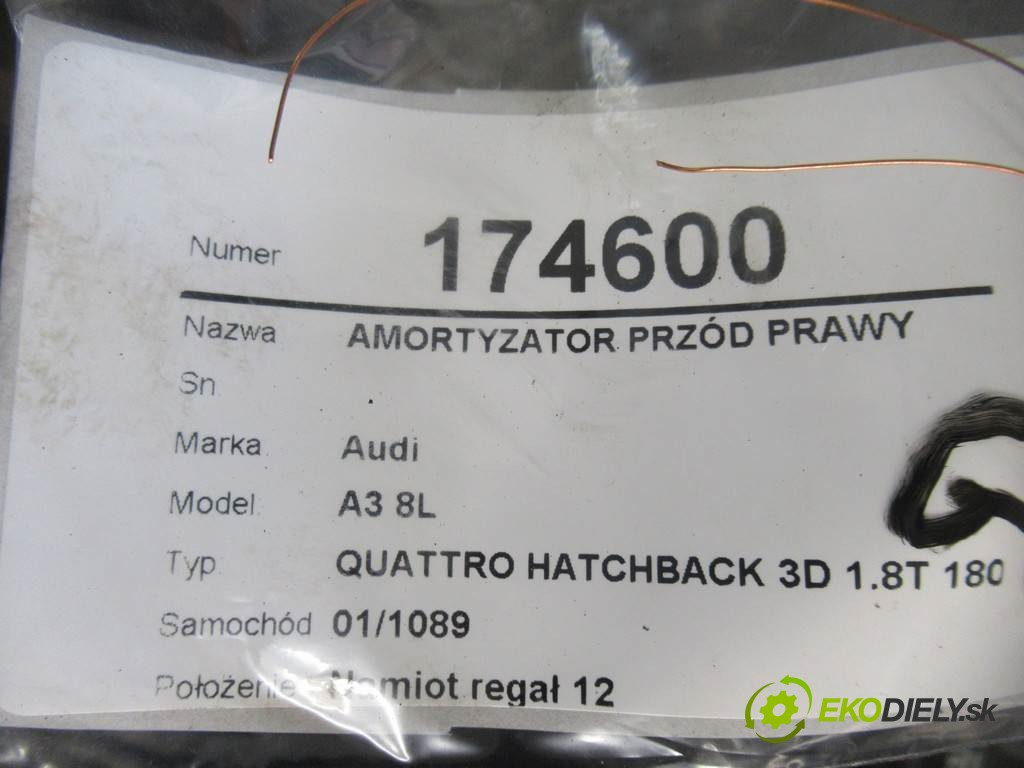 Numer 174600
Nazwa AMORTYZATOR PRZÓD PRAWY
Sn
Marka Audi
Model A3 8L
Typ QUATTRO HATCHBACK 3D 1.8T 180
Samochód 01/1089
Położenie Namiot regał 12
EKODIELY.sk